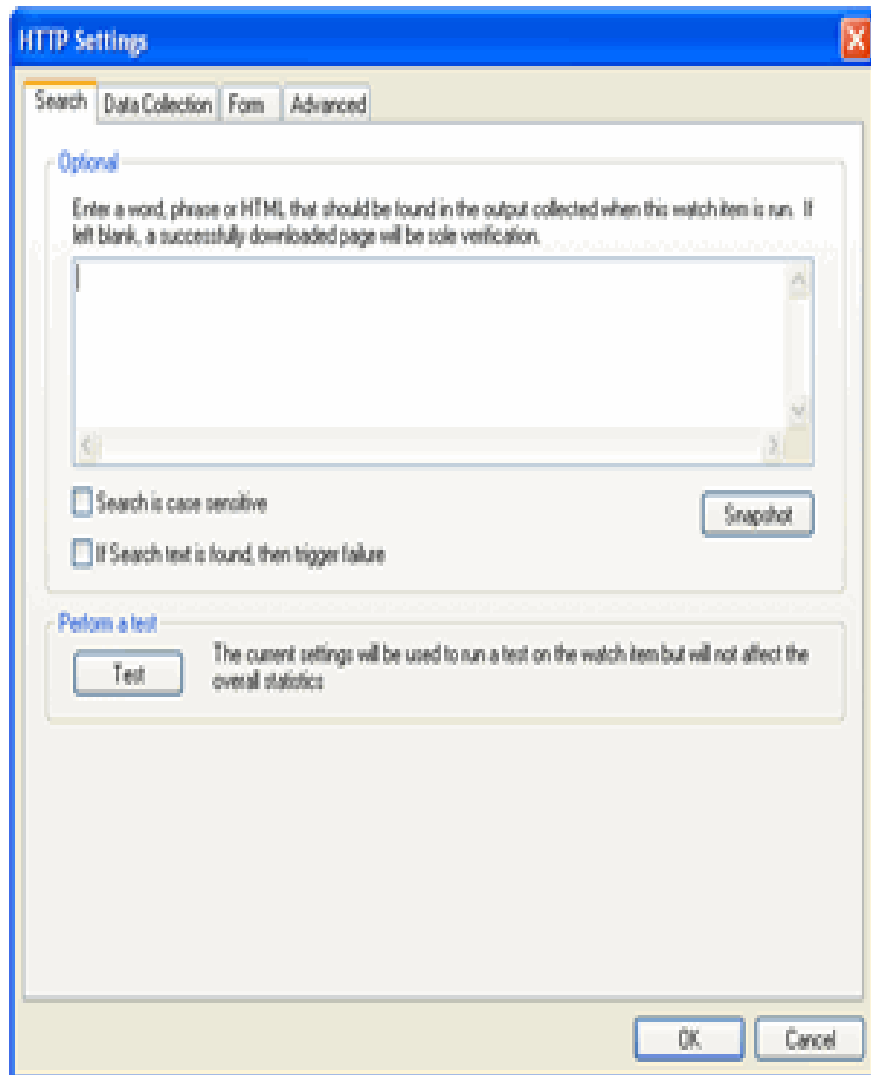 HTTP Settings
Search Data Collection Form Advanced
Optional
Enter a word, phrase or HTML that should be found in the output collected when this watch item is run. If
left blank, a successfully downloaded page will be sole verification.
Search is case sensitive
Snapshot
If Search text is found, then trigger failure
Perform a test
Test
The current settings will be used to run a test on the watch item but will not affect the
overall statistics
OK
Cancel